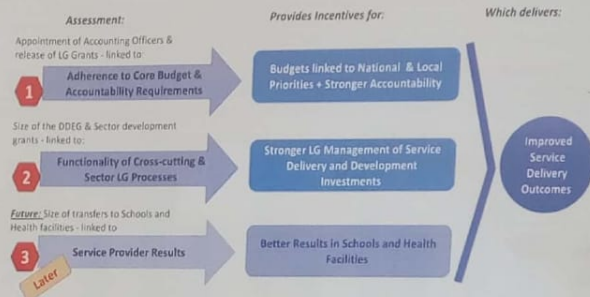 Assessment:
Provides Incentives for:
Which delivers:
Appointment of Accounting Officers &
release of LG Grants - linked to:
1
Adherence to Core Budget &
Accountability Requirements
Budgets linked to National & Local
Priorities + Stronger Accountability
Size of the DDEG & Sector development
grants - linked to:
2
Functionality of Cross-cutting &
Sector LG Processes
Stronger LG Management of Service
Delivery and Development
Investments
Improved
Service
Delivery
Outcomes
Future: Size of transfers to Schools and
Health facilities - linked to
3
Service Provider Results
Later
Better Results in Schools and Health
Facilities